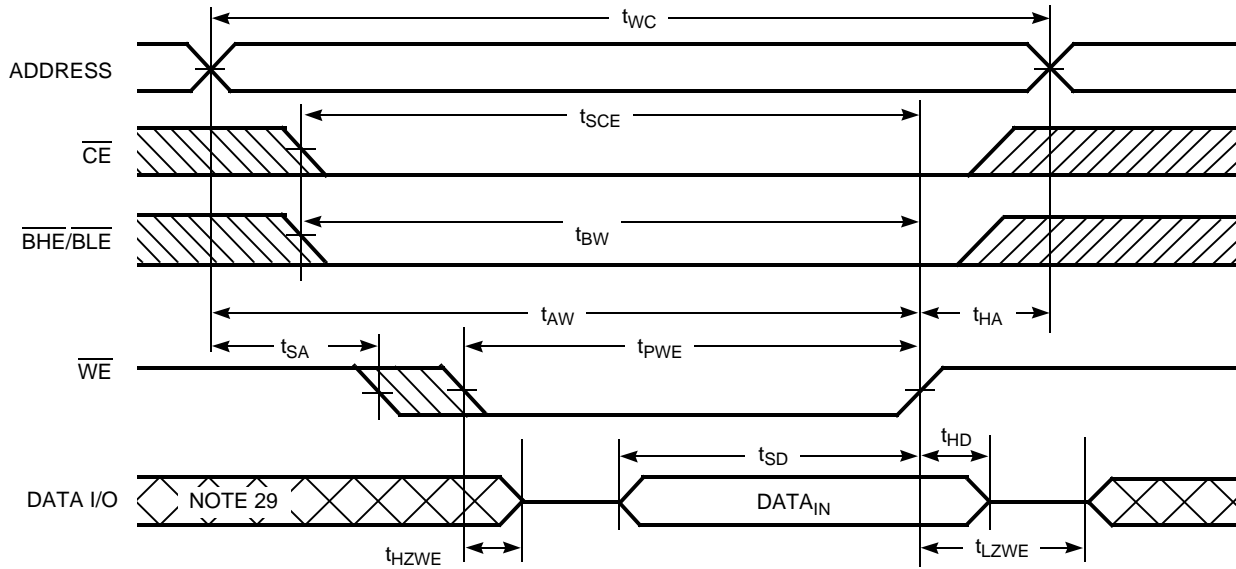 tWC
ADDRESS
tSCE
CE
BHE/BLE
tBW
tAW
tHA
tSA
tPWE
WE
tSD
tHD
DATA I/O
NOTE 29
DATAIN
tHZWE
tLZWE